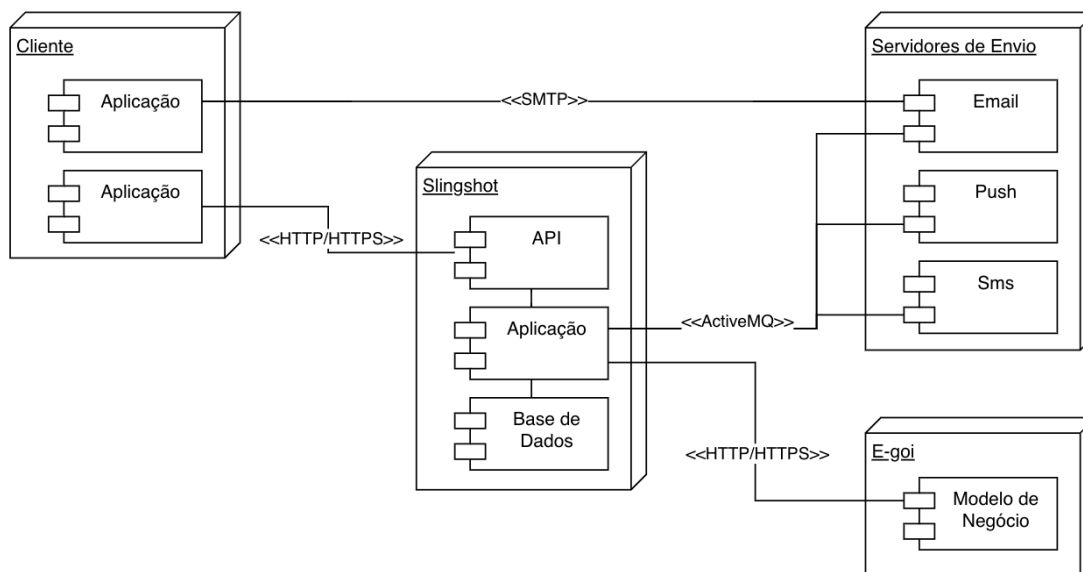 Cliente
Aplicação
Aplicação
<<SMTP>>
<<HTTP/HTTPS>>
Slingshot
API
Aplicação
Base de
Dados
<<ActiveMQ>>
<<HTTP/HTTPS>>
Servidores de Envio
Email
Push
Sms
E-goi
Modelo de
Negócio